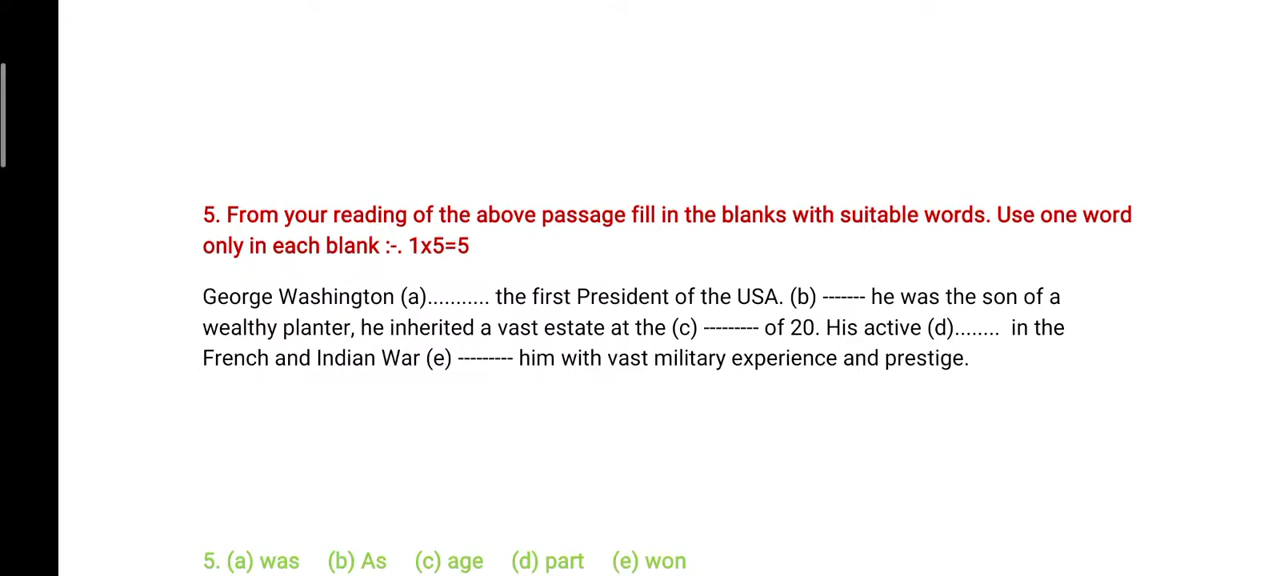 5. From your reading of the above passage fill in the blanks with suitable words. Use one word
only in each blank :-. 1x5=5
George Washington (a)........... the first President of the USA. (b) ------- he was the son of a
wealthy planter, he inherited a vast estate at the (c) --------- of 20. His active (d)........ in the
French and Indian War (e) --------- him with vast military experience and prestige.
5. (a) was (b) As (c) age (d) part (e) won